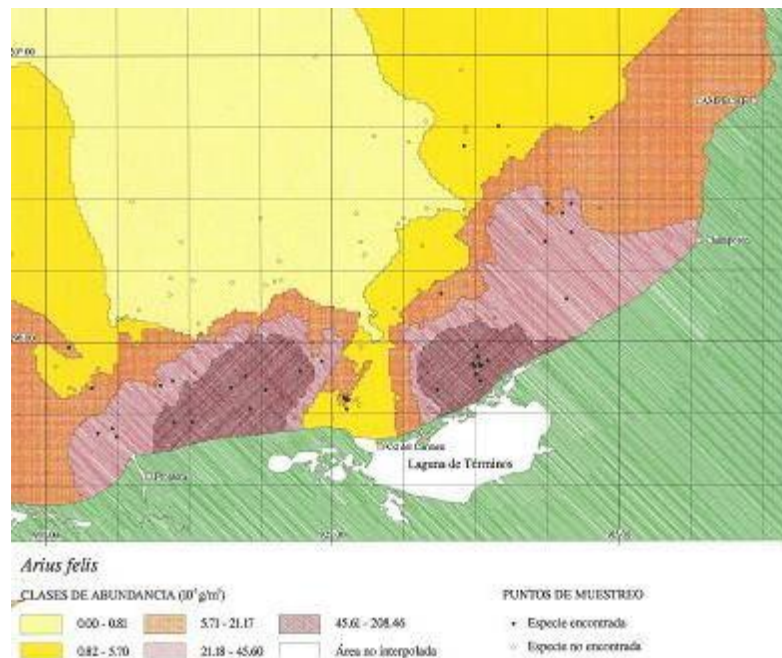 CAMPECHE
Champotón
Cd. del Carmen
Laguna de Términos
Frontera
Arius felis
CLASES DE ABUNDANCIA
PUNTOS DE MUESTREO
0.00 - 0.81
5.71 - 21.17
45.61 - 208.46
Especie encontrada
0.82 - 5.70
21.18 - 45.60
Área no interpolada
Especie no encontrada